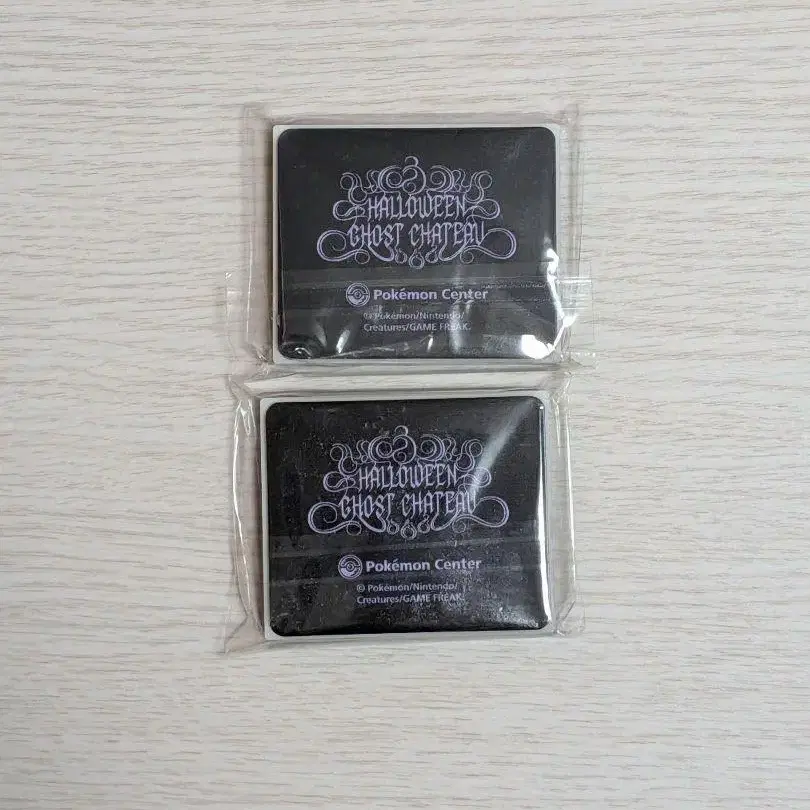 HALLOWEEN
GHOST CHATEAU
Pokémon Center
© Pokémon/Nintendo/
Creatures/GAME FREAK.
HALLOWEEN
GHOST CHATEAU
Pokémon Center
© Pokémon/Nintendo/
Creatures/GAME FREAK.